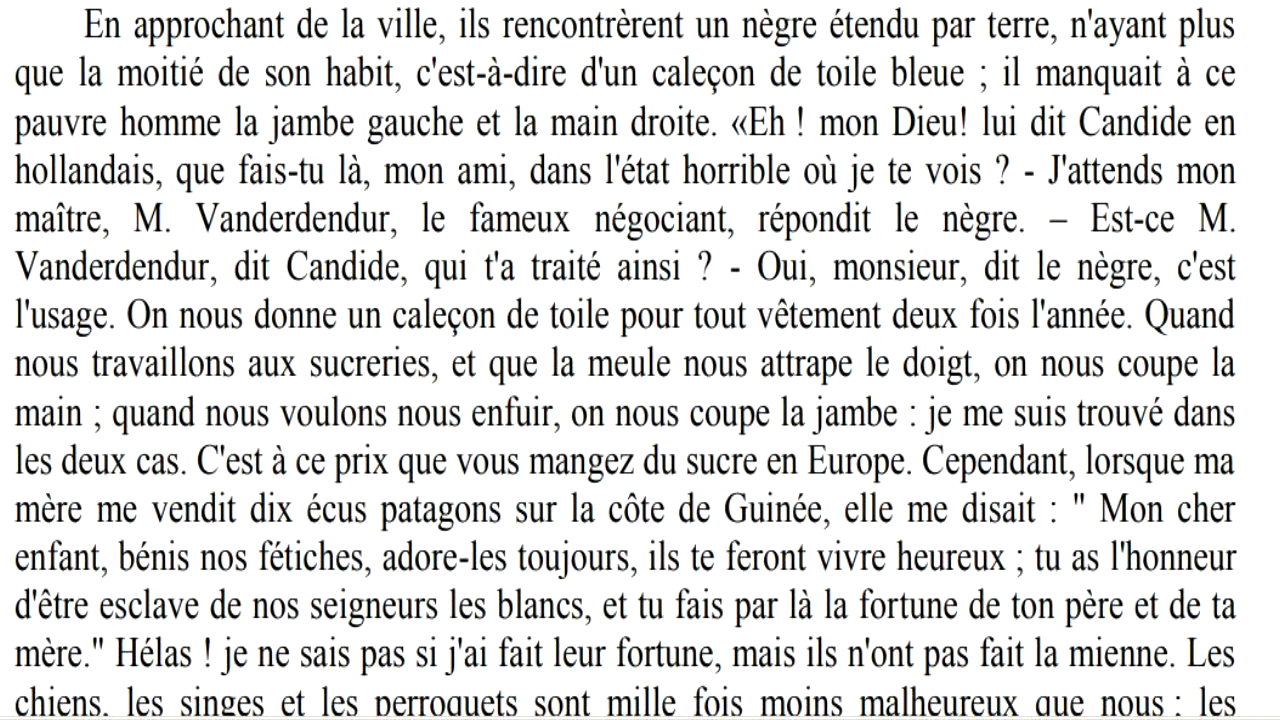 En approchant de la ville, ils rencontrèrent un nègre étendu par terre, n'ayant plus
que la moitié de son habit, c'est-à-dire d'un caleçon de toile bleue ; il manquait à ce
pauvre homme la jambe gauche et la main droite. «Eh ! mon Dieu! lui dit Candide en
hollandais, que fais-tu là, mon ami, dans l'état horrible où je te vois ? - J'attends mon
maître, M. Vanderdendur, le fameux négociant, répondit le nègre. – Est-ce M.
Vanderdendur, dit Candide, qui t'a traité ainsi ? - Oui, monsieur, dit le nègre, c'est
l'usage. On nous donne un caleçon de toile pour tout vêtement deux fois l'année. Quand
nous travaillons aux sucreries, et que la meule nous attrape le doigt, on nous coupe la
main ; quand nous voulons nous enfuir, on nous coupe la jambe : je me suis trouvé dans
les deux cas. C'est à ce prix que vous mangez du sucre en Europe. Cependant, lorsque ma
mère me vendit dix écus patagons sur la côte de Guinée, elle me disait : " Mon cher
enfant, bénis nos fétiches, adore-les toujours, ils te feront vivre heureux ; tu as l'honneur
d'être esclave de nos seigneurs les blancs, et tu fais par là la fortune de ton père et de ta
mère." Hélas ! je ne sais pas si j'ai fait leur fortune, mais ils n'ont pas fait la mienne. Les
chiens, les singes et les perroquets sont mille fois moins malheureux que nous ; les